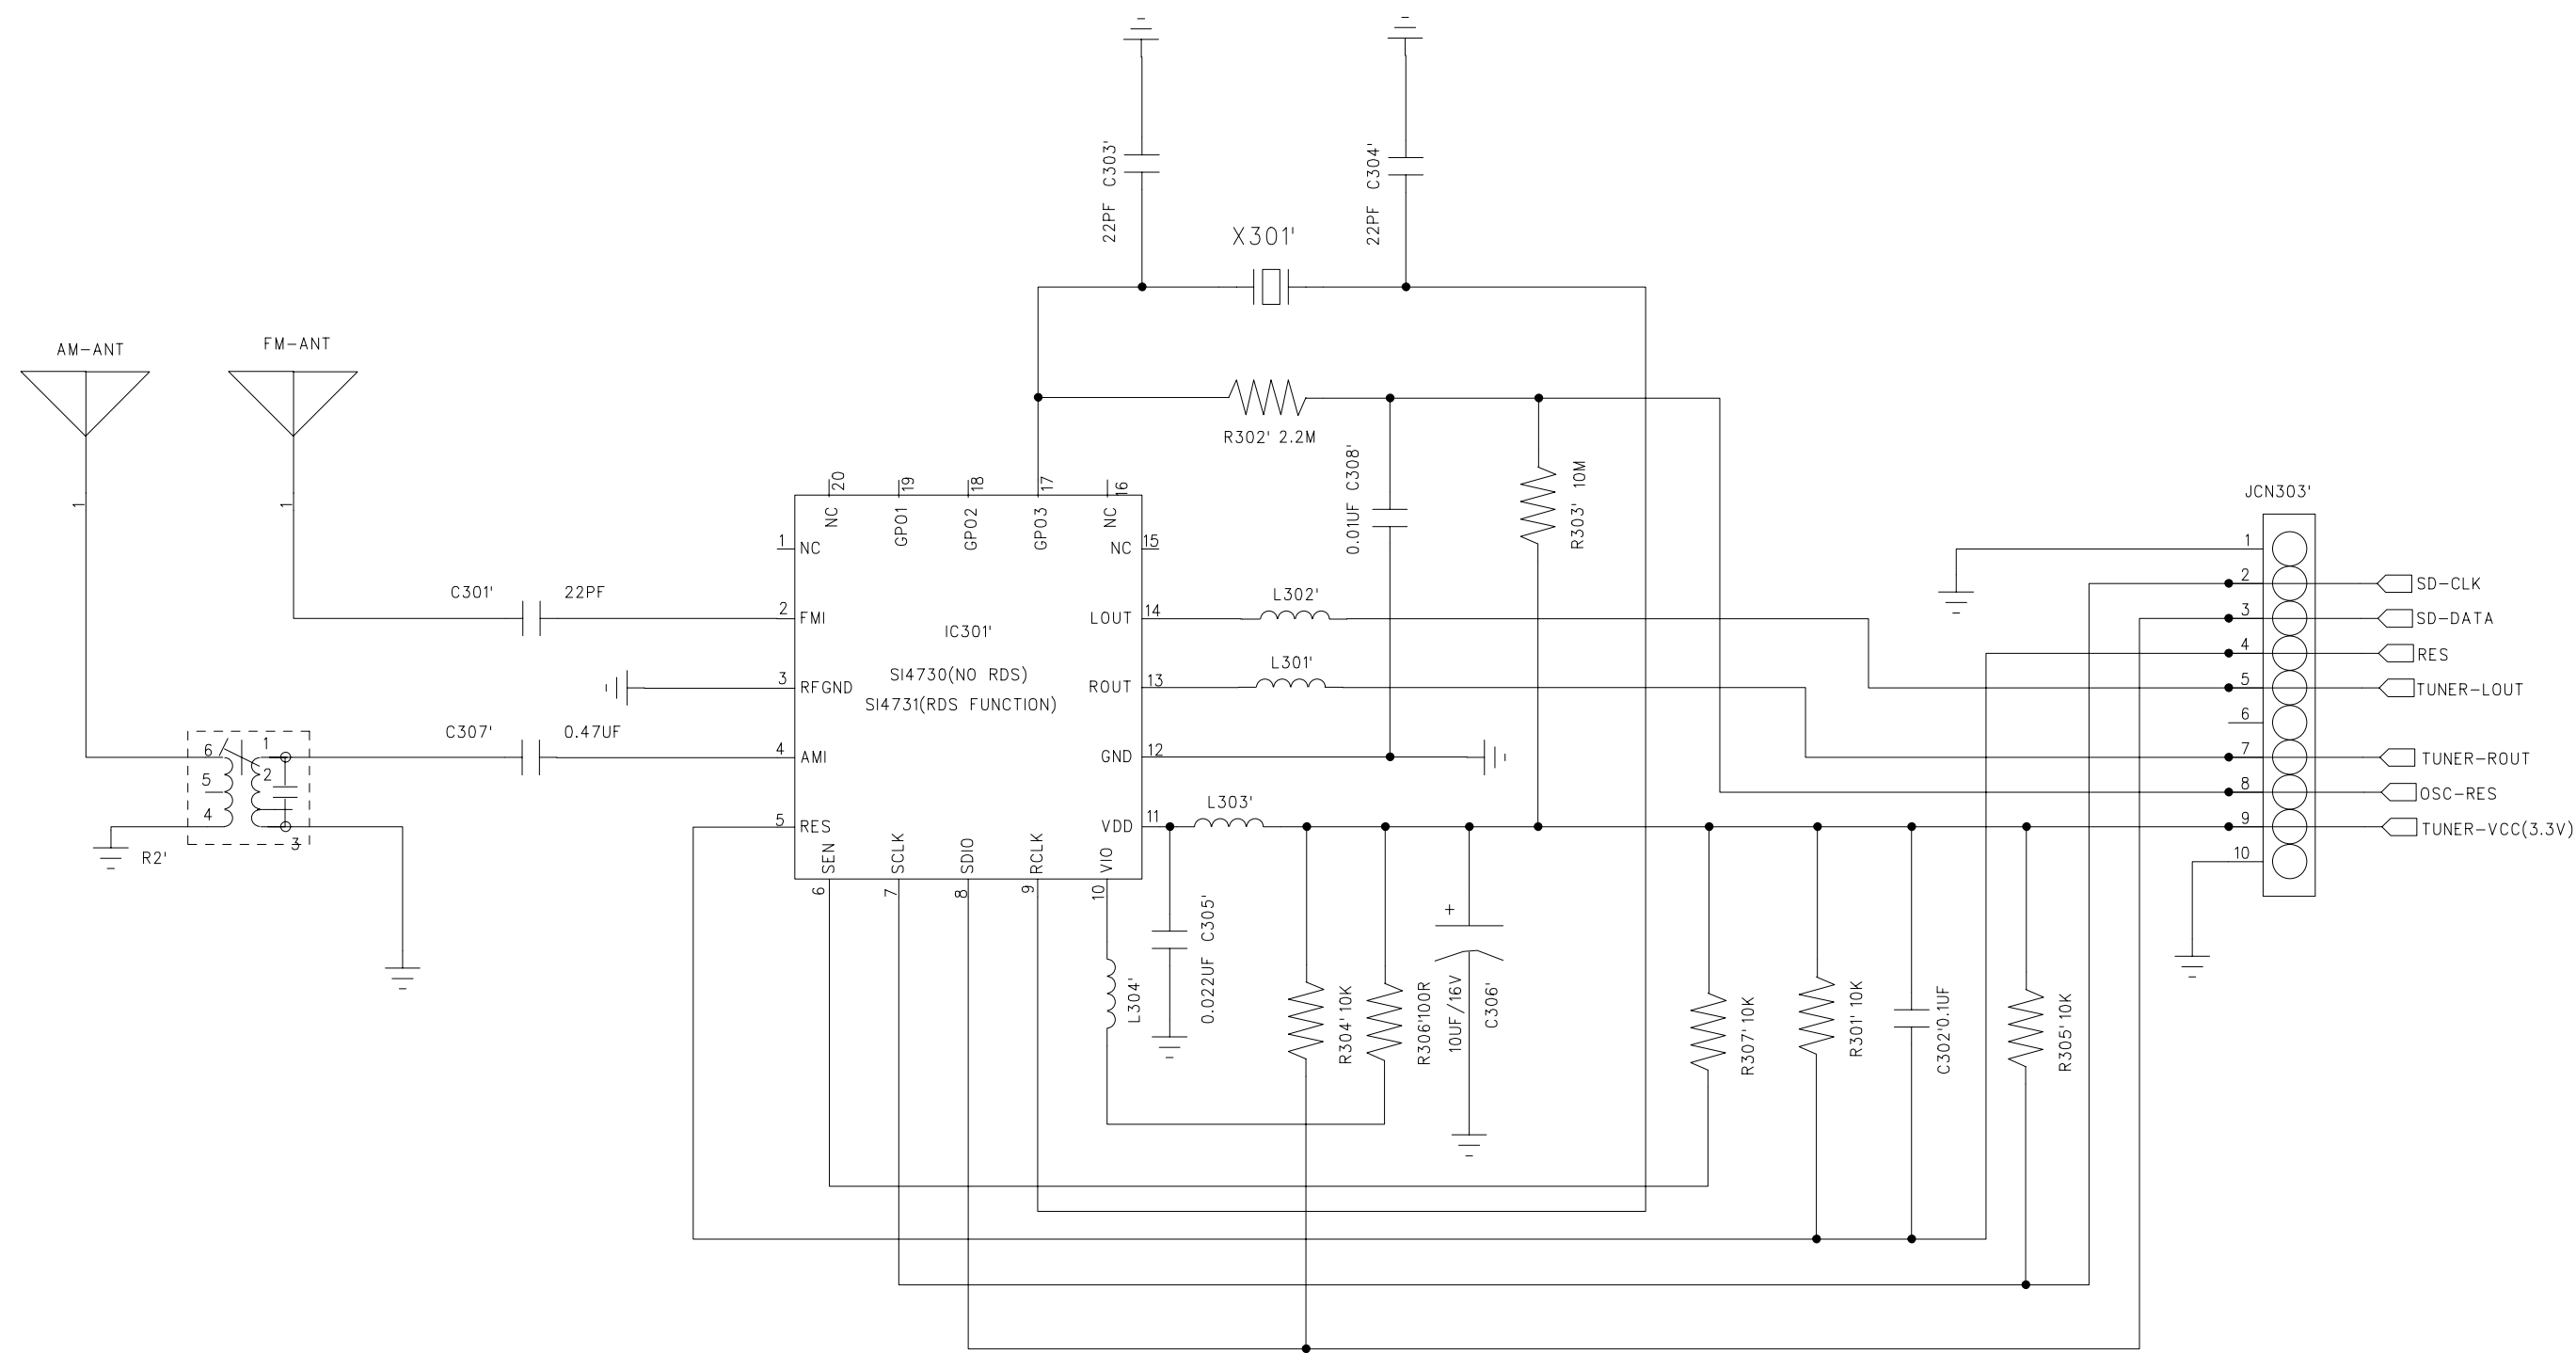 22PF C303'
22PF C304'
X301'
AM-ANT
FM-ANT
1
1
R302' 2.2M
0.01UF C308'
R303' 10M
JCN303'
20
19
18
17
16
NC
GPO1
GPO2
GPO3
NC
1 NC
NC 15
C301' 22PF
2 FMI
LOUT 14
L302'
IC301'
3 RFGND
ROUT 13
L301'
SI4730(NO RDS)
SI4731(RDS FUNCTION)
C307' 0.47UF
4 AMI
GND 12
6
1
5
2
4
3
R2'
5 RES
VDD 11
L303'
SEN
SCLK
SDIO
RCLK
VIO
6
7
8
9
10
L304'
0.022UF C305'
R304' 10K
R306'100R
+
10UF/16V
C306'
R307' 10K
R301' 10K
C302'0.1UF
R305' 10K
1
2 SD-CLK
3 SD-DATA
4 RES
5 TUNER-LOUT
6
7 TUNER-ROUT
8 OSC-RES
9 TUNER-VCC(3.3V)
10